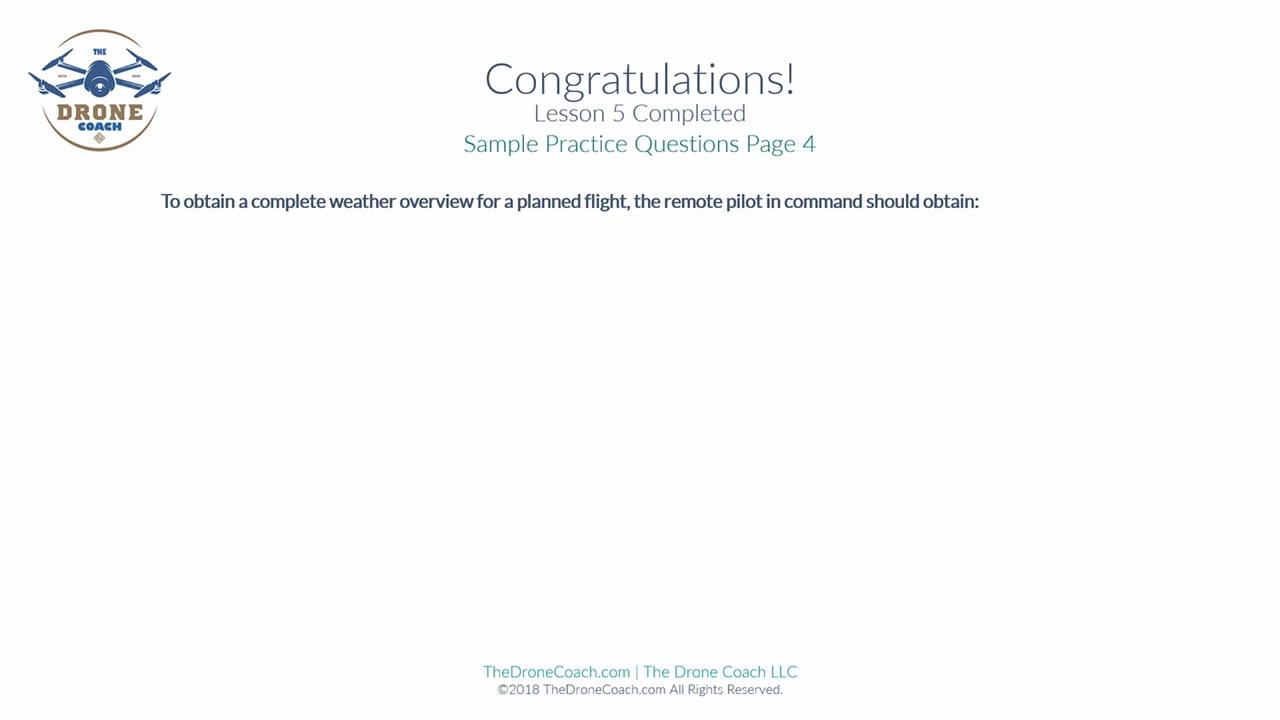 THE
DRONE
COACH
Congratulations!
Lesson 5 Completed
Sample Practice Questions Page 4
To obtain a complete weather overview for a planned flight, the remote pilot in command should obtain:
TheDroneCoach.com | The Drone Coach LLC
©2018 TheDroneCoach.com All Rights Reserved.